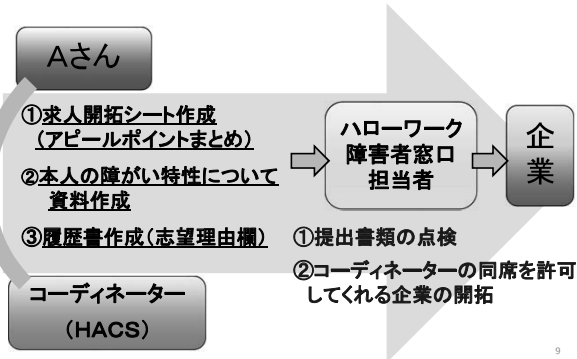 Aさん
①求人開拓シート作成
（アピールポイントまとめ）
②本人の障がい特性について
資料作成
③履歴書作成（志望理由欄）
コーディネーター
（HACS）
ハローワーク
障害者窓口
担当者
①提出書類の点検
②コーディネーターの同席を許可
してくれる企業の開拓
企
業
9